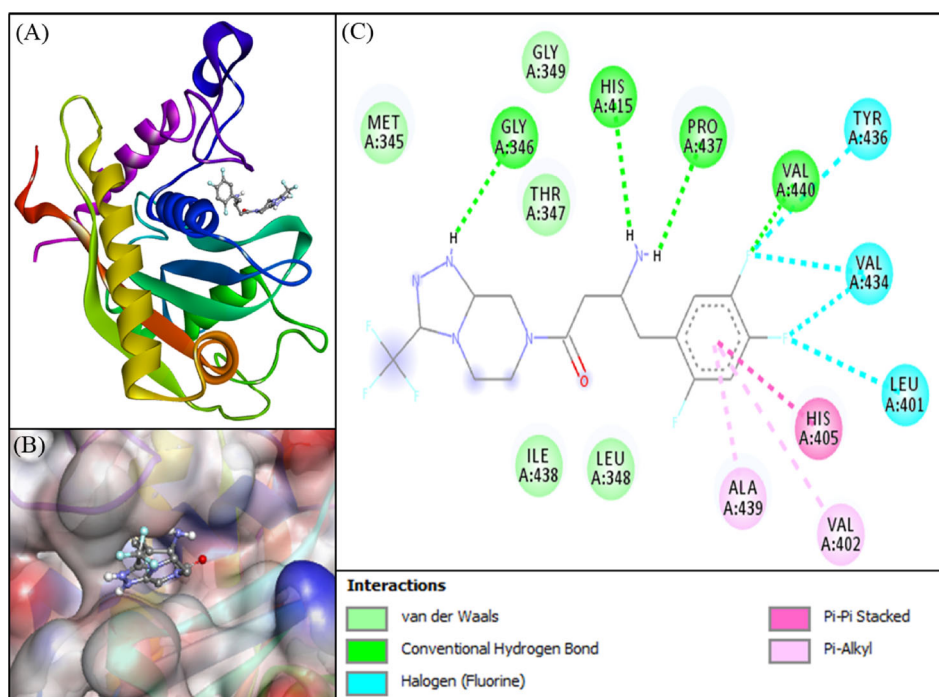 (A)
(B)
(C)
GLY
A:349
HIS
A:415
MET
A:345
GLY
A:346
PRO
A:437
TYR
A:436
THR
A:347
VAL
A:440
H
H
N
H
N
N
VAL
A:434
N
N
F
F
F
F
F
F
O
LEU
A:401
HIS
A:405
ILE
A:438
LEU
A:348
ALA
A:439
VAL
A:402
Interactions
van der Waals
Conventional Hydrogen Bond
Halogen (Fluorine)
Pi-Pi Stacked
Pi-Alkyl